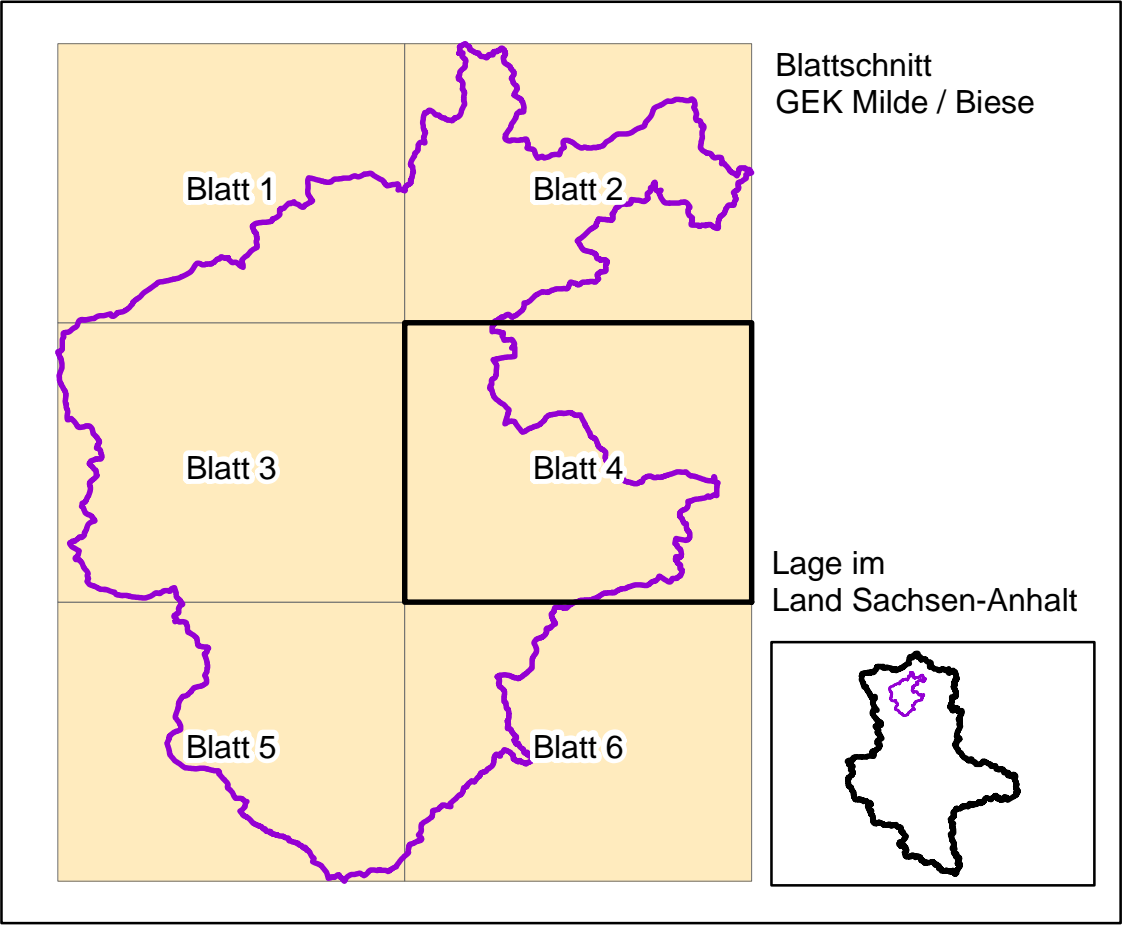 Blattschnitt
GEK Milde / Biese
Blatt 1
Blatt 2
Blatt 3
Blatt 4
Lage im
Land Sachsen-Anhalt
Blatt 5
Blatt 6